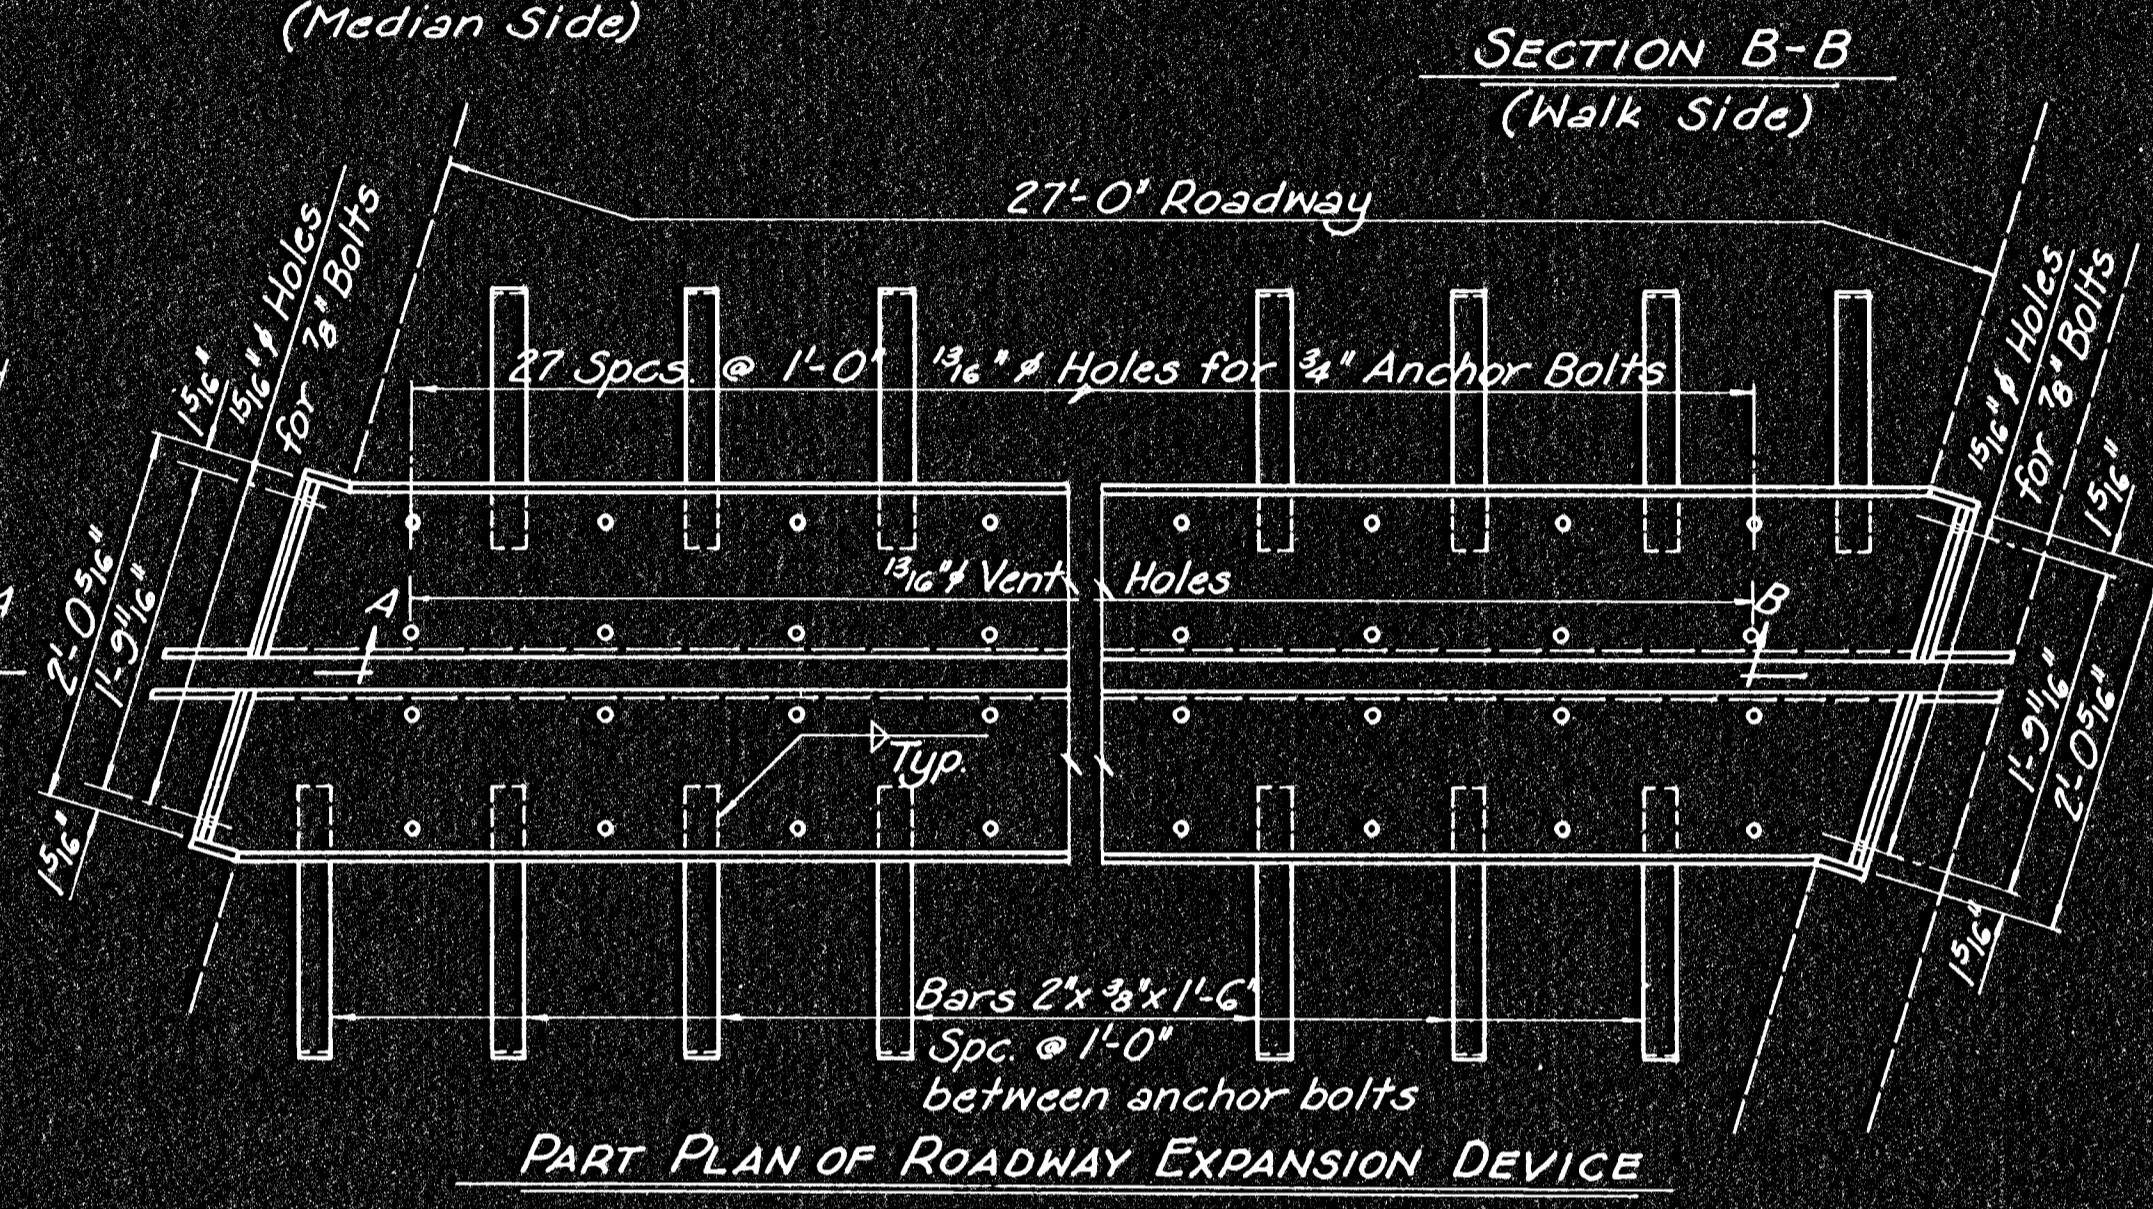 (Median Side)
SECTION B-B
(Walk Side)
27'-0" Roadway
15/16" ø Holes
for 7/8" Bolts
1 5/16"
27 Spcs. @ 1'-0" 13/16" ø Holes for 3/4" Anchor Bolts
15/16" ø Holes
for 7/8" Bolts
1 5/16"
2'-0 5/16"
1'-9 11/16"
1 5/16"
13/16" ø Vent Holes
A
B
Typ.
1'-9 11/16"
2'-0 5/16"
1 5/16"
Bars 2"x 3/8"x 1'-6"
Spc. @ 1'-0"
between anchor bolts
PART PLAN OF ROADWAY EXPANSION DEVICE